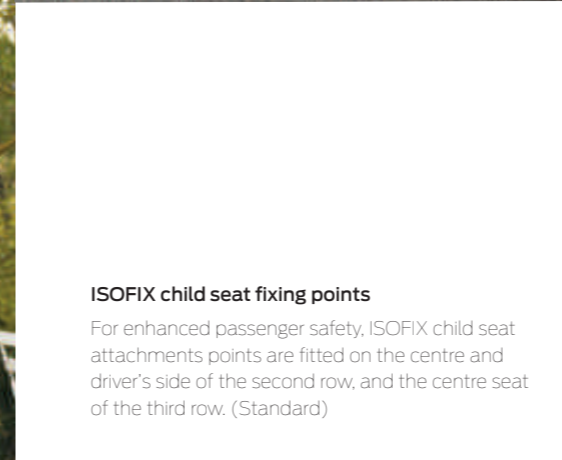 ISOFIX child seat fixing points
For enhanced passenger safety, ISOFIX child seat
attachments points are fitted on the centre and
driver's side of the second row, and the centre seat
of the third row. (Standard)